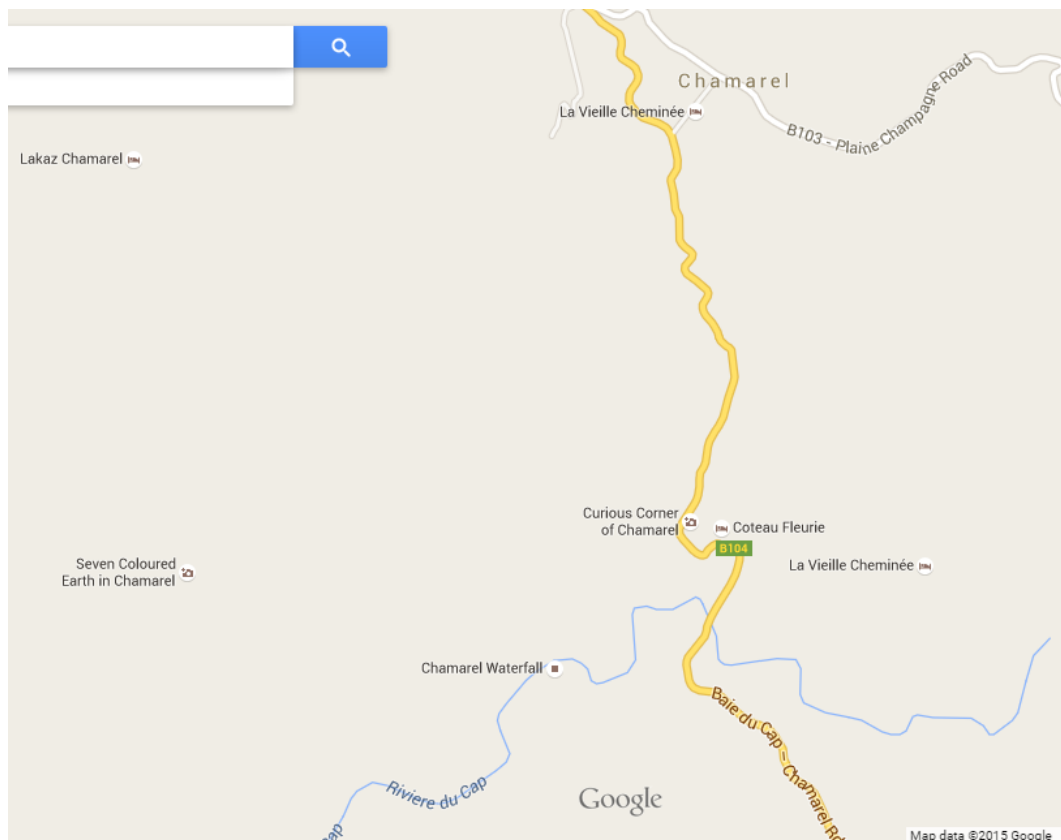 Chamarel
La Vieille Cheminée
B103 - Plaine Champagne Road
Lakaz Chamarel
Curious Corner
of Chamarel
Coteau Fleurie
B104
La Vieille Cheminée
Seven Coloured
Earth in Chamarel
Chamarel Waterfall
Baie du Cap - Chamarel Rd
Riviere du Cap
Cap
Google
Map data ©2015 Google